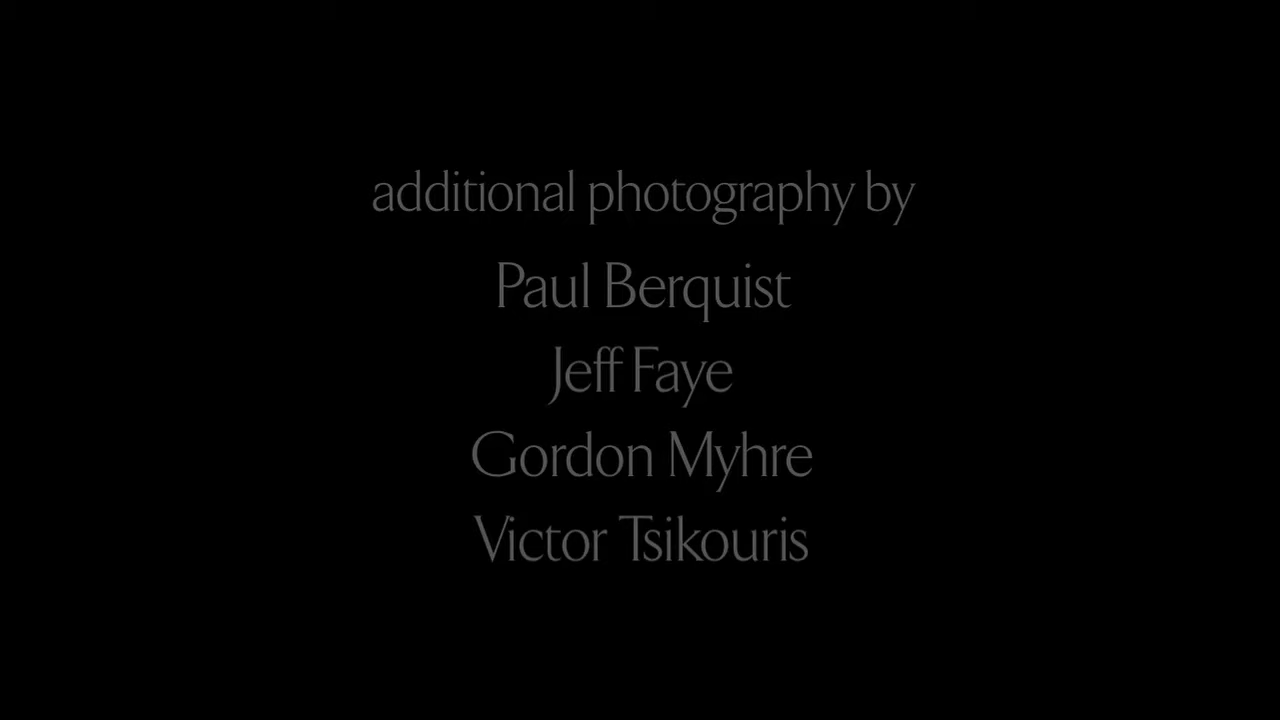 additional photography by
Paul Berquist
Jeff Faye
Gordon Myhre
Victor Tsikouris